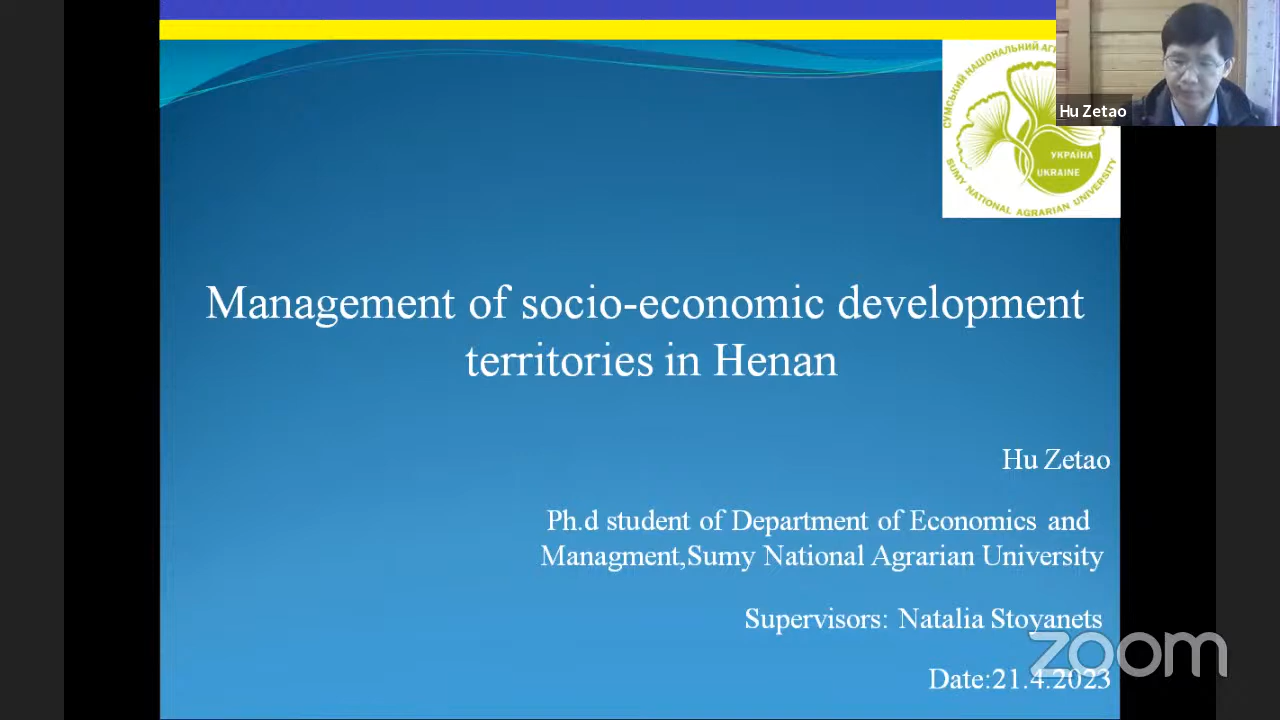 СУМСЬКИЙ НАЦІОНАЛЬНИЙ
УКРАЇНА
UKRAINE
SUMY NATIONAL AGRARIAN UNIVERSITY
Hu Zetao
Management of socio-economic development
territories in Henan
Hu Zetao
Ph.d student of Department of Economics and
Managment,Sumy National Agrarian University
Supervisors: Natalia Stoyanets
zoom
Date:21.4.2023